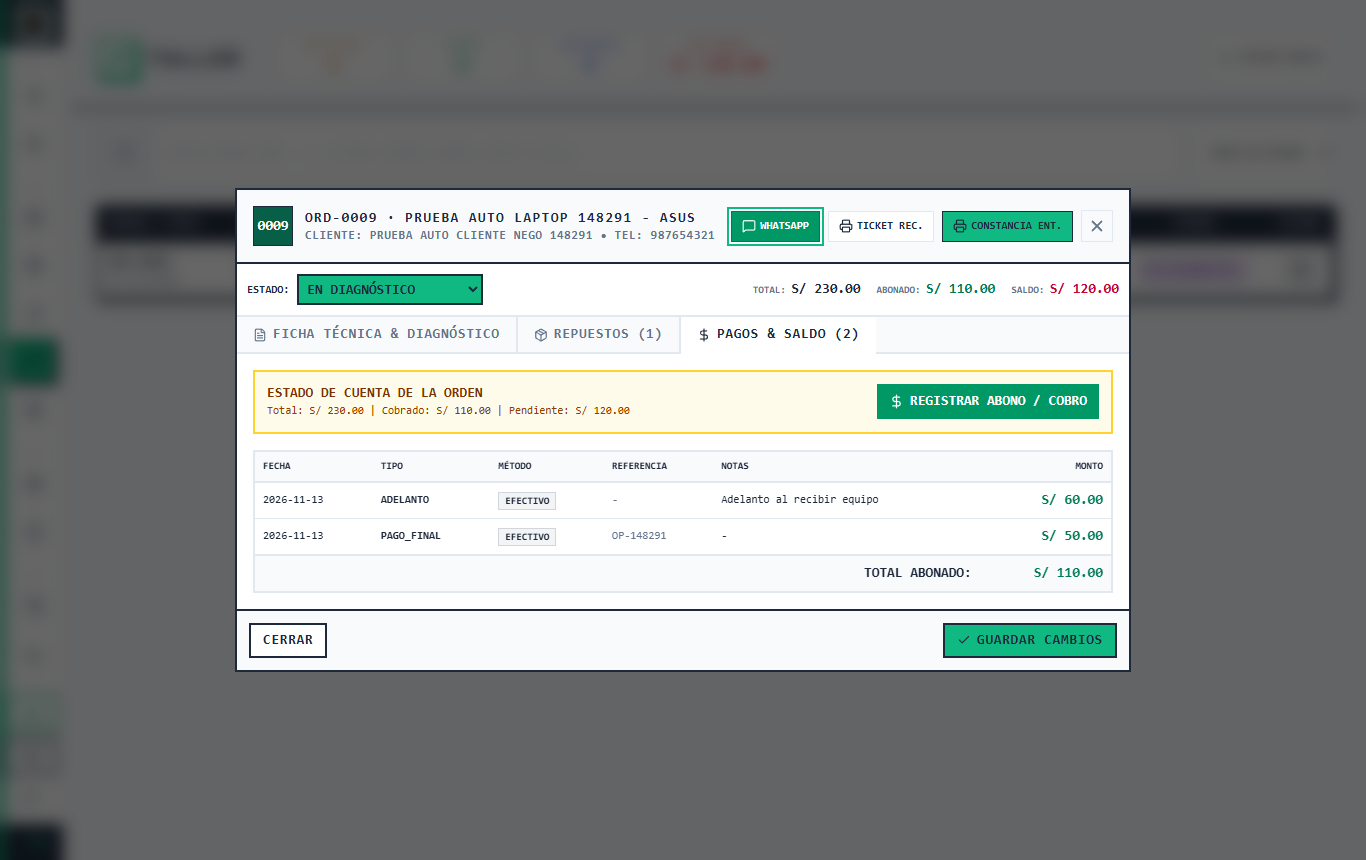 0009
ORD-0009 · PRUEBA AUTO LAPTOP 148291 - ASUS
CLIENTE: PRUEBA AUTO CLIENTE NEGO 148291 • TEL: 987654321
WHATSAPP
TICKET REC.
CONSTANCIA ENT.
ESTADO: EN DIAGNÓSTICO
TOTAL: S/ 230.00 ABONADO: S/ 110.00 SALDO: S/ 120.00
FICHA TÉCNICA & DIAGNÓSTICO
REPUESTOS (1)
$ PAGOS & SALDO (2)
ESTADO DE CUENTA DE LA ORDEN
Total: S/ 230.00 | Cobrado: S/ 110.00 | Pendiente: S/ 120.00
$ REGISTRAR ABONO / COBRO
FECHA TIPO MÉTODO REFERENCIA NOTAS MONTO
2026-11-13 ADELANTO EFECTIVO - Adelanto al recibir equipo S/ 60.00
2026-11-13 PAGO_FINAL EFECTIVO OP-148291 - S/ 50.00
TOTAL ABONADO: S/ 110.00
CERRAR
GUARDAR CAMBIOS